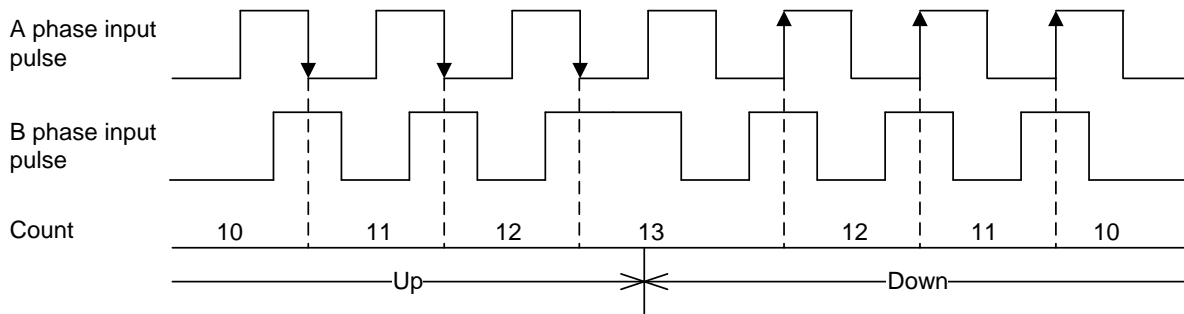 A phase input
pulse
B phase input
pulse
Count
10 11 12 13 12 11 10
Up Down